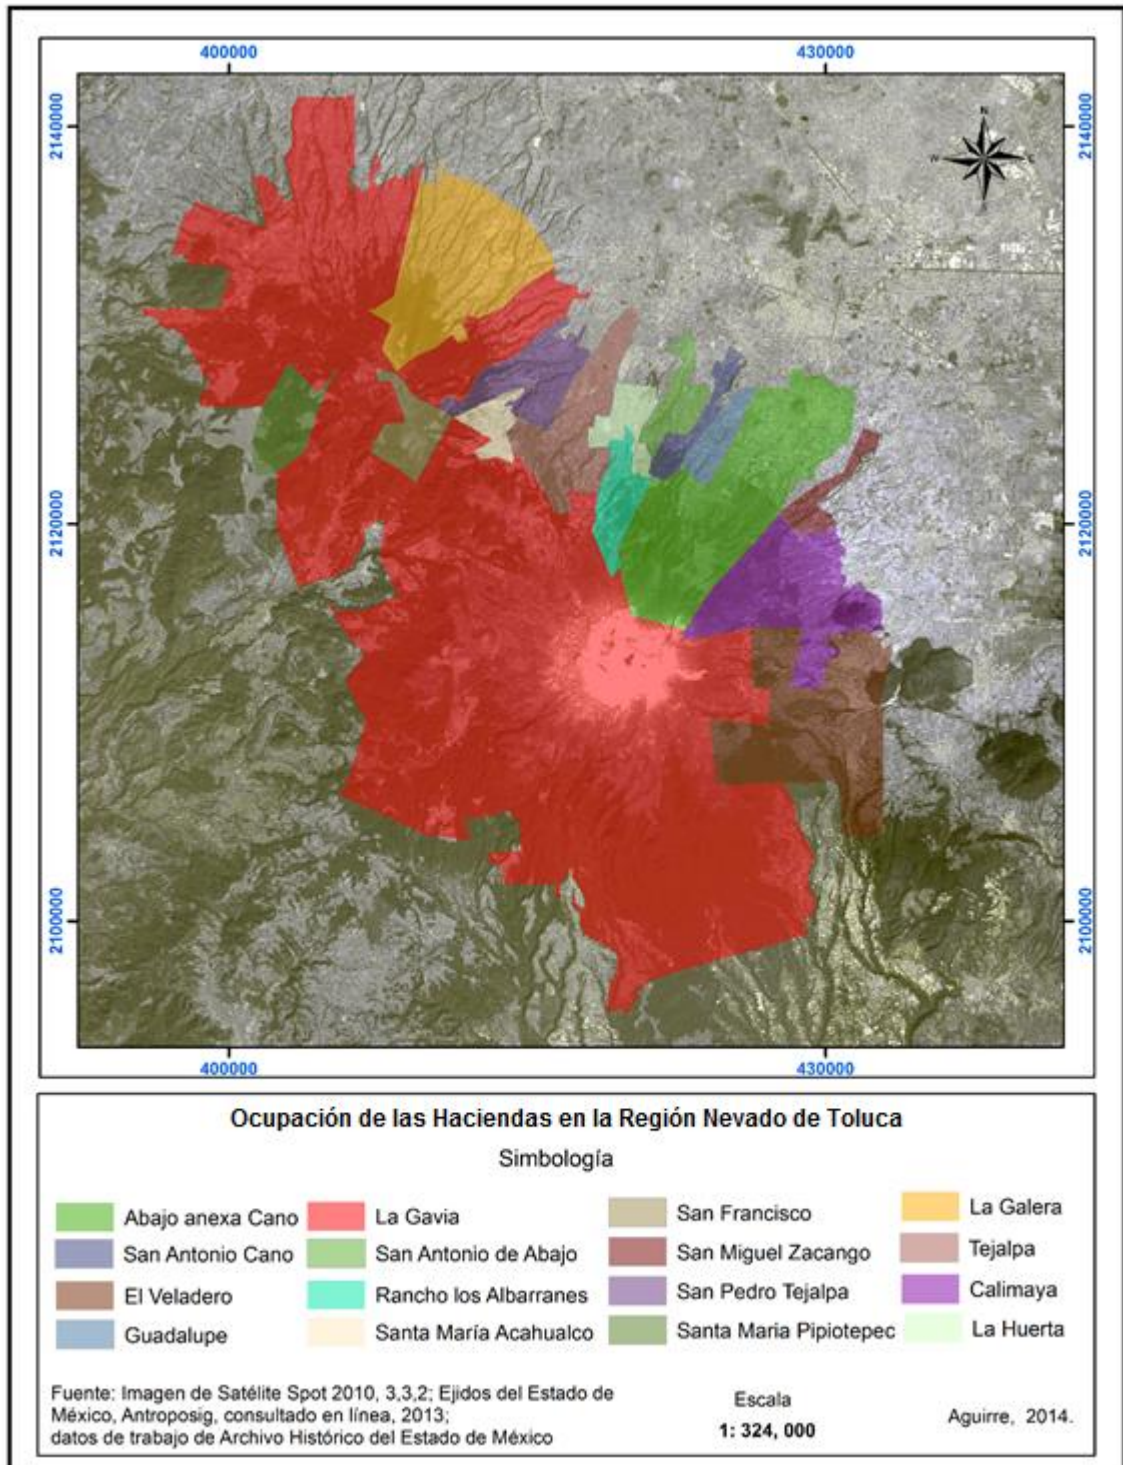 400000 430000
2140000 2140000
N
W E
2120000 2120000
2100000 2100000
400000 430000
Ocupación de las Haciendas en la Región Nevado de Toluca
Simbología
Abajo anexa Cano
La Gavia
San Francisco
La Galera
San Antonio Cano
San Antonio de Abajo
San Miguel Zacango
Tejalpa
El Veladero
Rancho los Albarranes
San Pedro Tejalpa
Calimaya
Guadalupe
Santa María Acahualco
Santa Maria Pipiotepec
La Huerta
Fuente: Imagen de Satélite Spot 2010, 3,3,2; Ejidos del Estado de
México, Antroposig, consultado en línea, 2013;
datos de trabajo de Archivo Histórico del Estado de México
Escala
1: 324, 000
Aguirre, 2014.